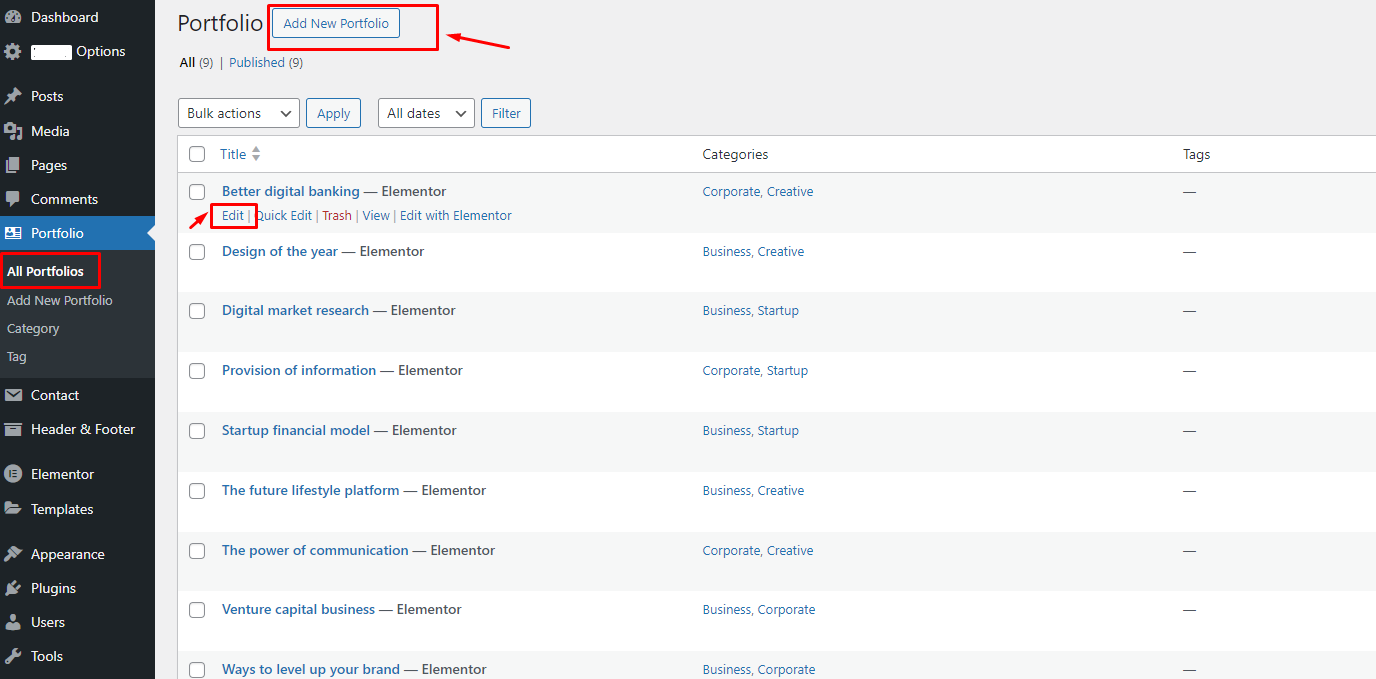 Dashboard
Options
Posts
Media
Pages
Comments
Portfolio
All Portfolios
Add New Portfolio
Category
Tag
Contact
Header & Footer
Elementor
Templates
Appearance
Plugins
Users
Tools
Portfolio Add New Portfolio
All (9) | Published (9)
Bulk actions Apply All dates Filter
Title Categories Tags
Better digital banking — Elementor Corporate, Creative —
Edit | Quick Edit | Trash | View | Edit with Elementor
Design of the year — Elementor Business, Creative —
Digital market research — Elementor Business, Startup —
Provision of information — Elementor Corporate, Startup —
Startup financial model — Elementor Business, Startup —
The future lifestyle platform — Elementor Business, Creative —
The power of communication — Elementor Corporate, Creative —
Venture capital business — Elementor Business, Corporate —
Ways to level up your brand — Elementor Business, Corporate —